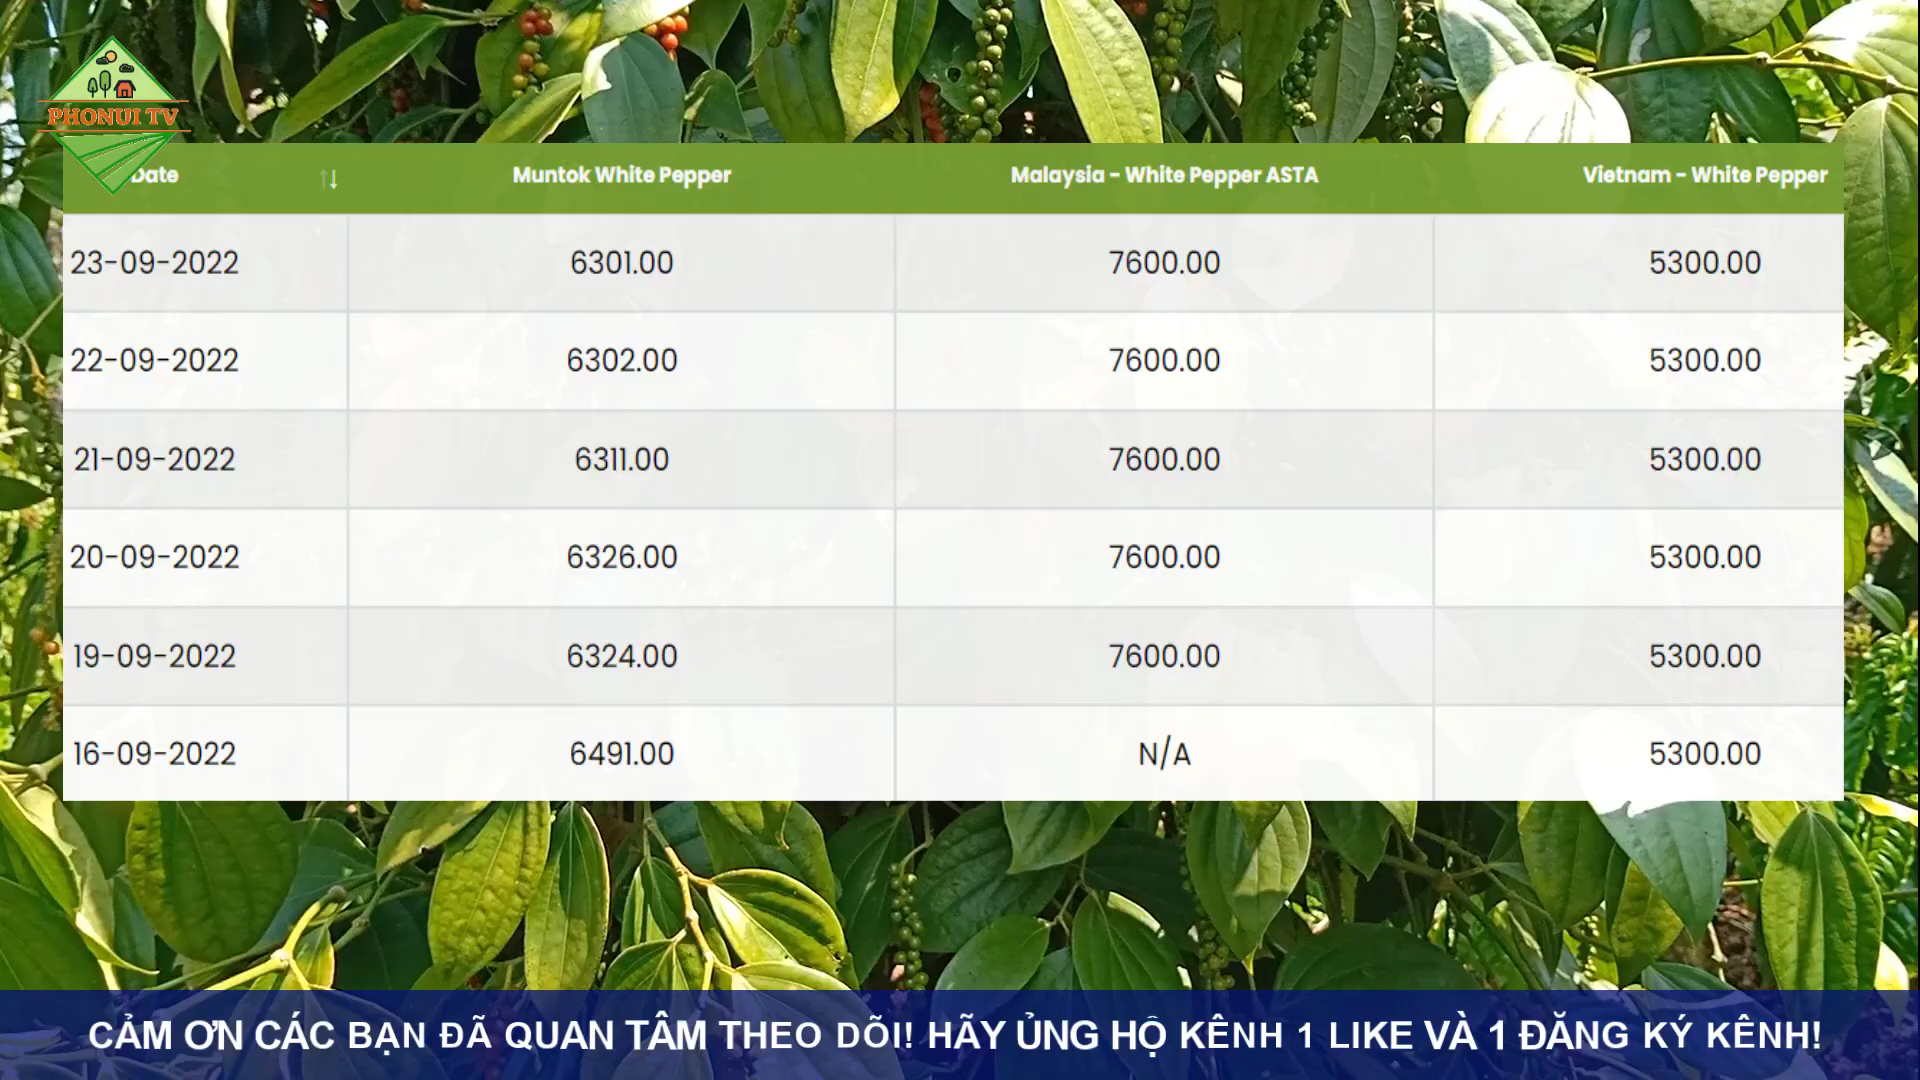 PHONUI TV
Date Muntok White Pepper Malaysia - White Pepper ASTA Vietnam - White Pepper
23-09-2022 6301.00 7600.00 5300.00
22-09-2022 6302.00 7600.00 5300.00
21-09-2022 6311.00 7600.00 5300.00
20-09-2022 6326.00 7600.00 5300.00
19-09-2022 6324.00 7600.00 5300.00
16-09-2022 6491.00 N/A 5300.00
CẢM ƠN CÁC BẠN ĐÃ QUAN TÂM THEO DÕI! HÃY ỦNG HỘ KÊNH 1 LIKE VÀ 1 ĐĂNG KÝ KÊNH!